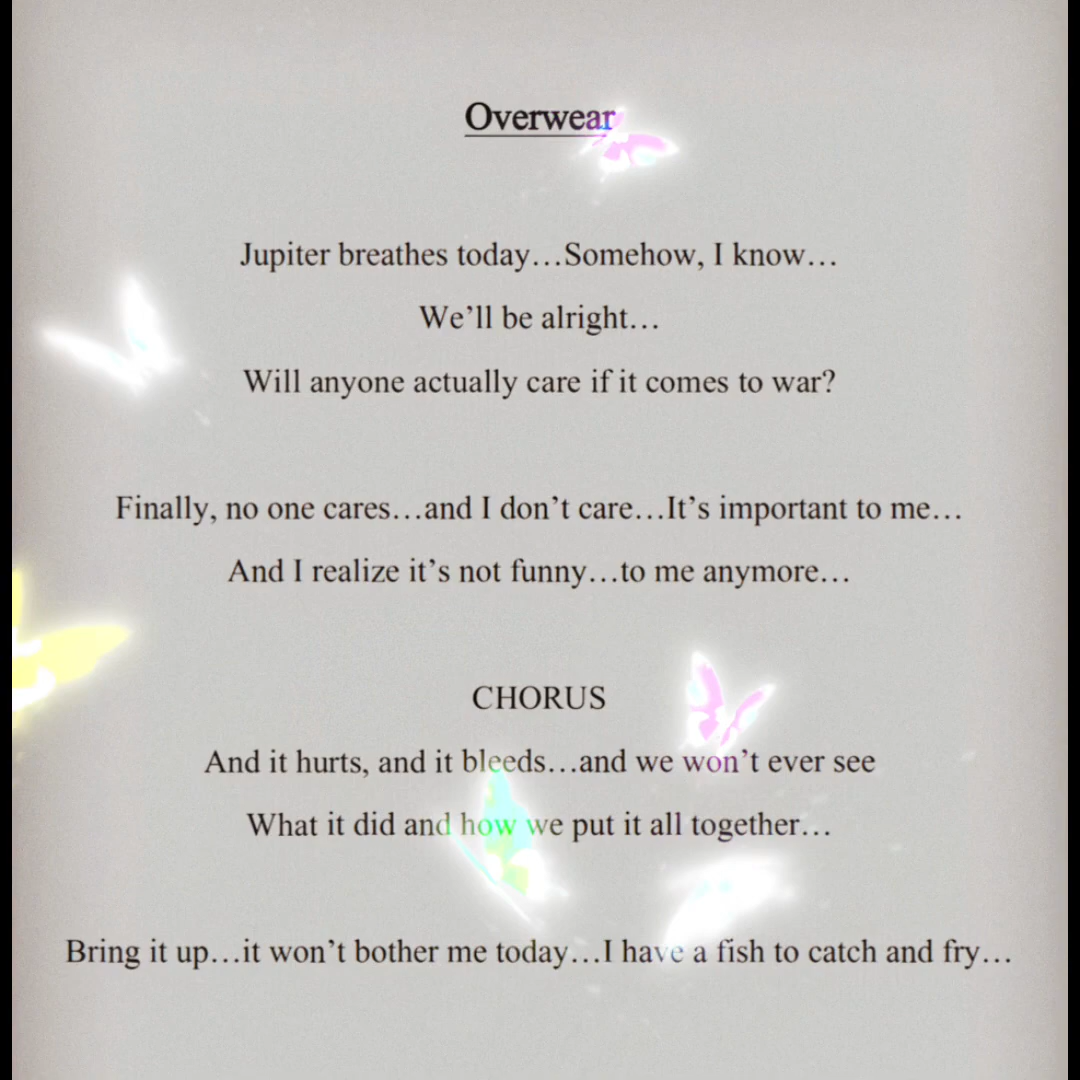 Overwear
Jupiter breathes today…Somehow, I know…
We’ll be alright…
Will anyone actually care if it comes to war?
Finally, no one cares…and I don’t care…It’s important to me…
And I realize it’s not funny…to me anymore…
CHORUS
And it hurts, and it bleeds…and we won’t ever see
What it did and how we put it all together…
Bring it up…it won’t bother me today…I have a fish to catch and fry…